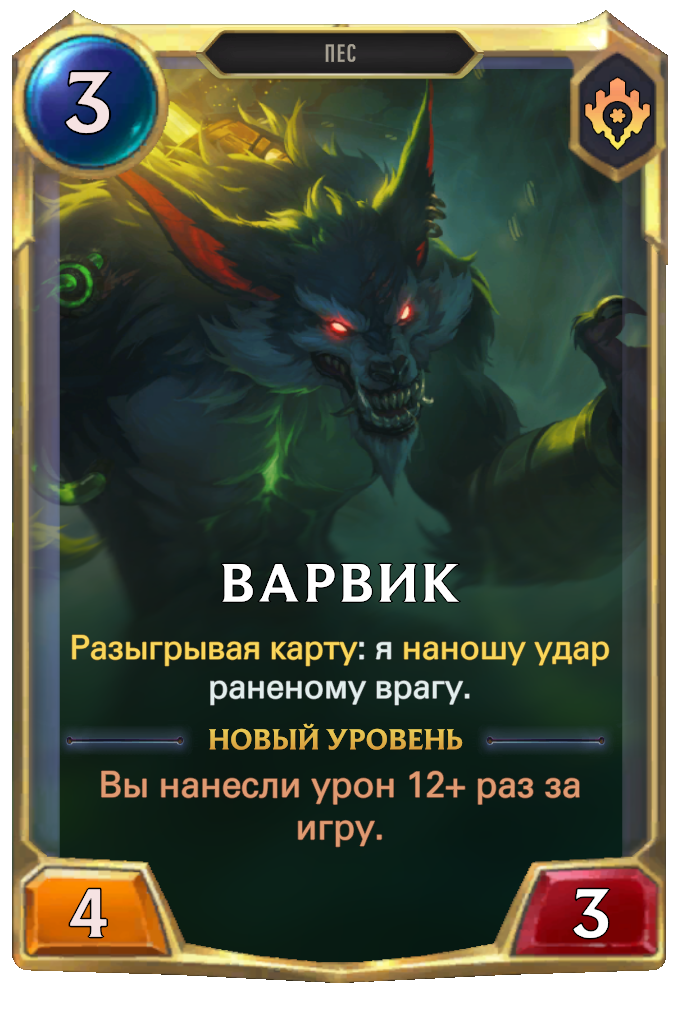 ПЕС
3
ВАРВИК
Разыгрывая карту: я наношу удар
раненому врагу.
НОВЫЙ УРОВЕНЬ
Вы нанесли урон 12+ раз за
игру.
4
3